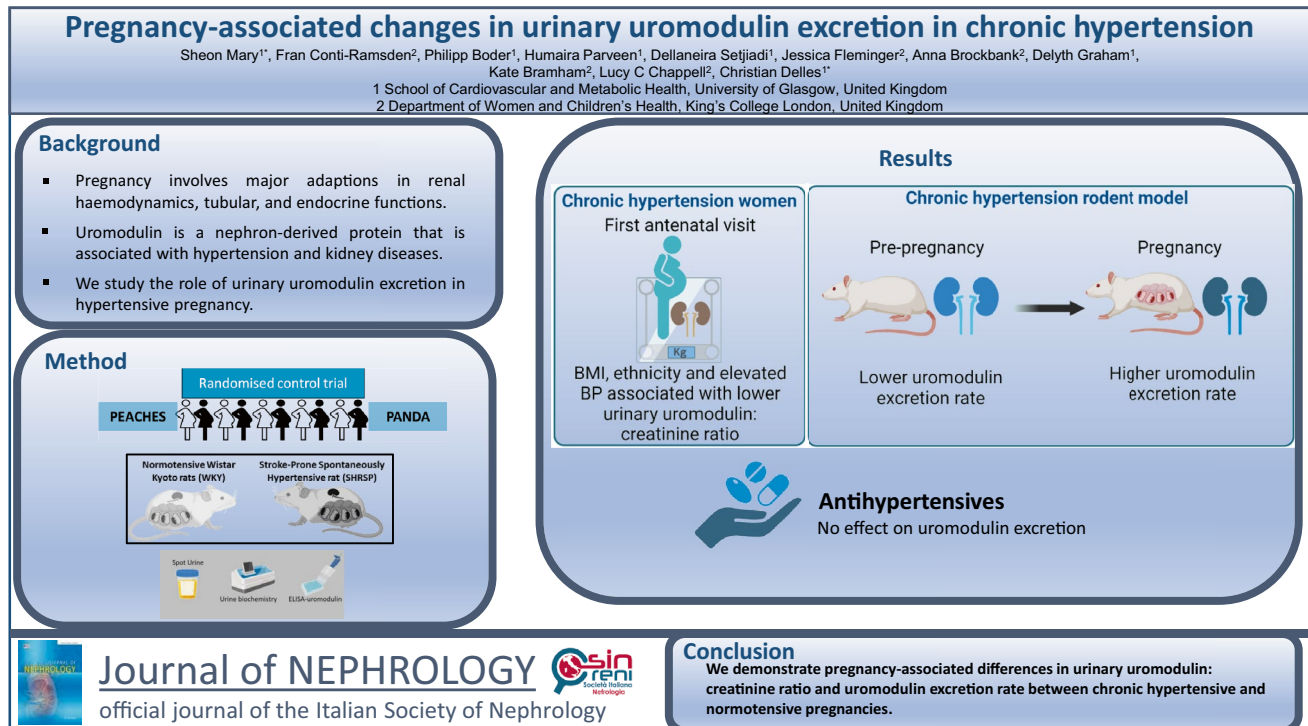 Pregnancy-associated changes in urinary uromodulin excretion in chronic hypertension
Sheon Mary1*, Fran Conti-Ramsden2, Philipp Boder1, Humaira Parveen1, Dellaneira Setjiadi1, Jessica Fleminger2, Anna Brockbank2, Delyth Graham1,
Kate Bramham2, Lucy C Chappell2, Christian Delles1*
1 School of Cardiovascular and Metabolic Health, University of Glasgow, United Kingdom
2 Department of Women and Children's Health, King's College London, United Kingdom
Background
▪ Pregnancy involves major adaptions in renal
haemodynamics, tubular, and endocrine functions.
▪ Uromodulin is a nephron-derived protein that is
associated with hypertension and kidney diseases.
▪ We study the role of urinary uromodulin excretion in
hypertensive pregnancy.
Method
Randomised control trial
PEACHES
PANDA
Normotensive Wistar
Kyoto rats (WKY)
Stroke-Prone Spontaneously
Hypertensive rat (SHRSP)
Spot Urine
Urine biochemistry
ELISA-uromodulin
Results
Chronic hypertension women
First antenatal visit
Kg
BMI, ethnicity and elevated
BP associated with lower
urinary uromodulin:
creatinine ratio
Chronic hypertension rodent model
Pre-pregnancy
Lower uromodulin
excretion rate
Pregnancy
Higher uromodulin
excretion rate
Antihypertensives
No effect on uromodulin excretion
NEPHROLOGY
Journal of NEPHROLOGY
official journal of the Italian Society of Nephrology
sin
reni
Società Italiana
Nefrologia
Conclusion
We demonstrate pregnancy-associated differences in urinary uromodulin:
creatinine ratio and uromodulin excretion rate between chronic hypertensive and
normotensive pregnancies.